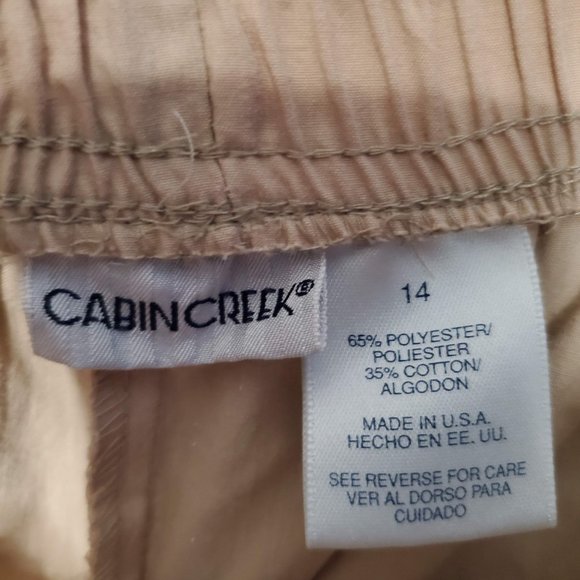 CABIN CREEK®
14
65% POLYESTER/
POLIESTER
35% COTTON/
ALGODON
MADE IN U.S.A.
HECHO EN EE. UU.
SEE REVERSE FOR CARE
VER AL DORSO PARA
CUIDADO